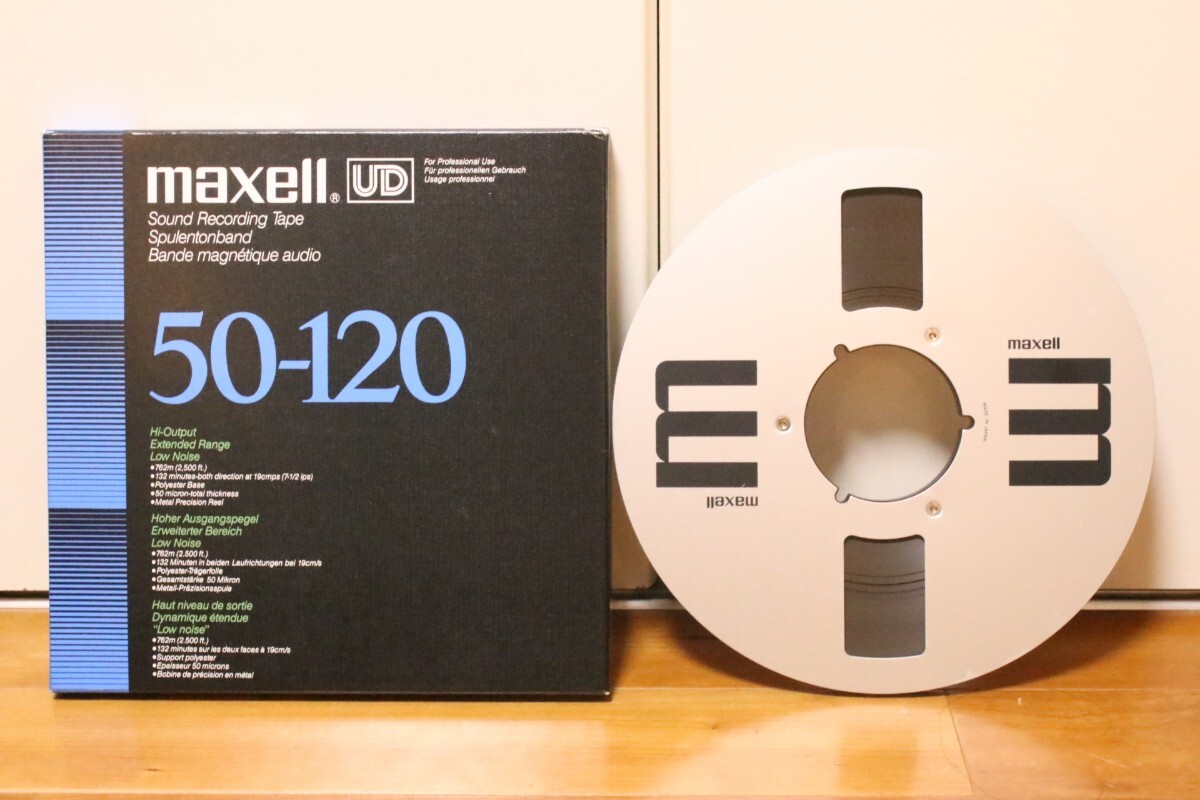 maxell® UD
For Professional Use
Für professionellen Gebrauch
Usage professionnel
Sound Recording Tape
Spulentonband
Bande magnétique audio
50-120
Hi-Output
Extended Range
Low Noise
•762m (2,500 ft.)
•132 minutes-both direction at 19cmps (7-1/2 ips)
•Polyester Base
•50 micron-total thickness
•Metal Precision Reel
Hoher Ausgangspegel
Erweiterter Bereich
Low Noise
•762m (2.500 ft.)
•132 Minuten in beiden Laufrichtungen bei 19cm/s
•Polyester-Trägerfolie
•Gesamtstärke 50 Mikron
•Metall-Präzisionsspule
Haut niveau de sortie
Dynamique étendue
"Low noise"
•762m (2.500 ft.)
•132 minutes sur les deux faces à 19cm/s
•Support polyester
•Epaisseur 50 microns
•Bobine de précision en métal
maxell
m
m
maxell